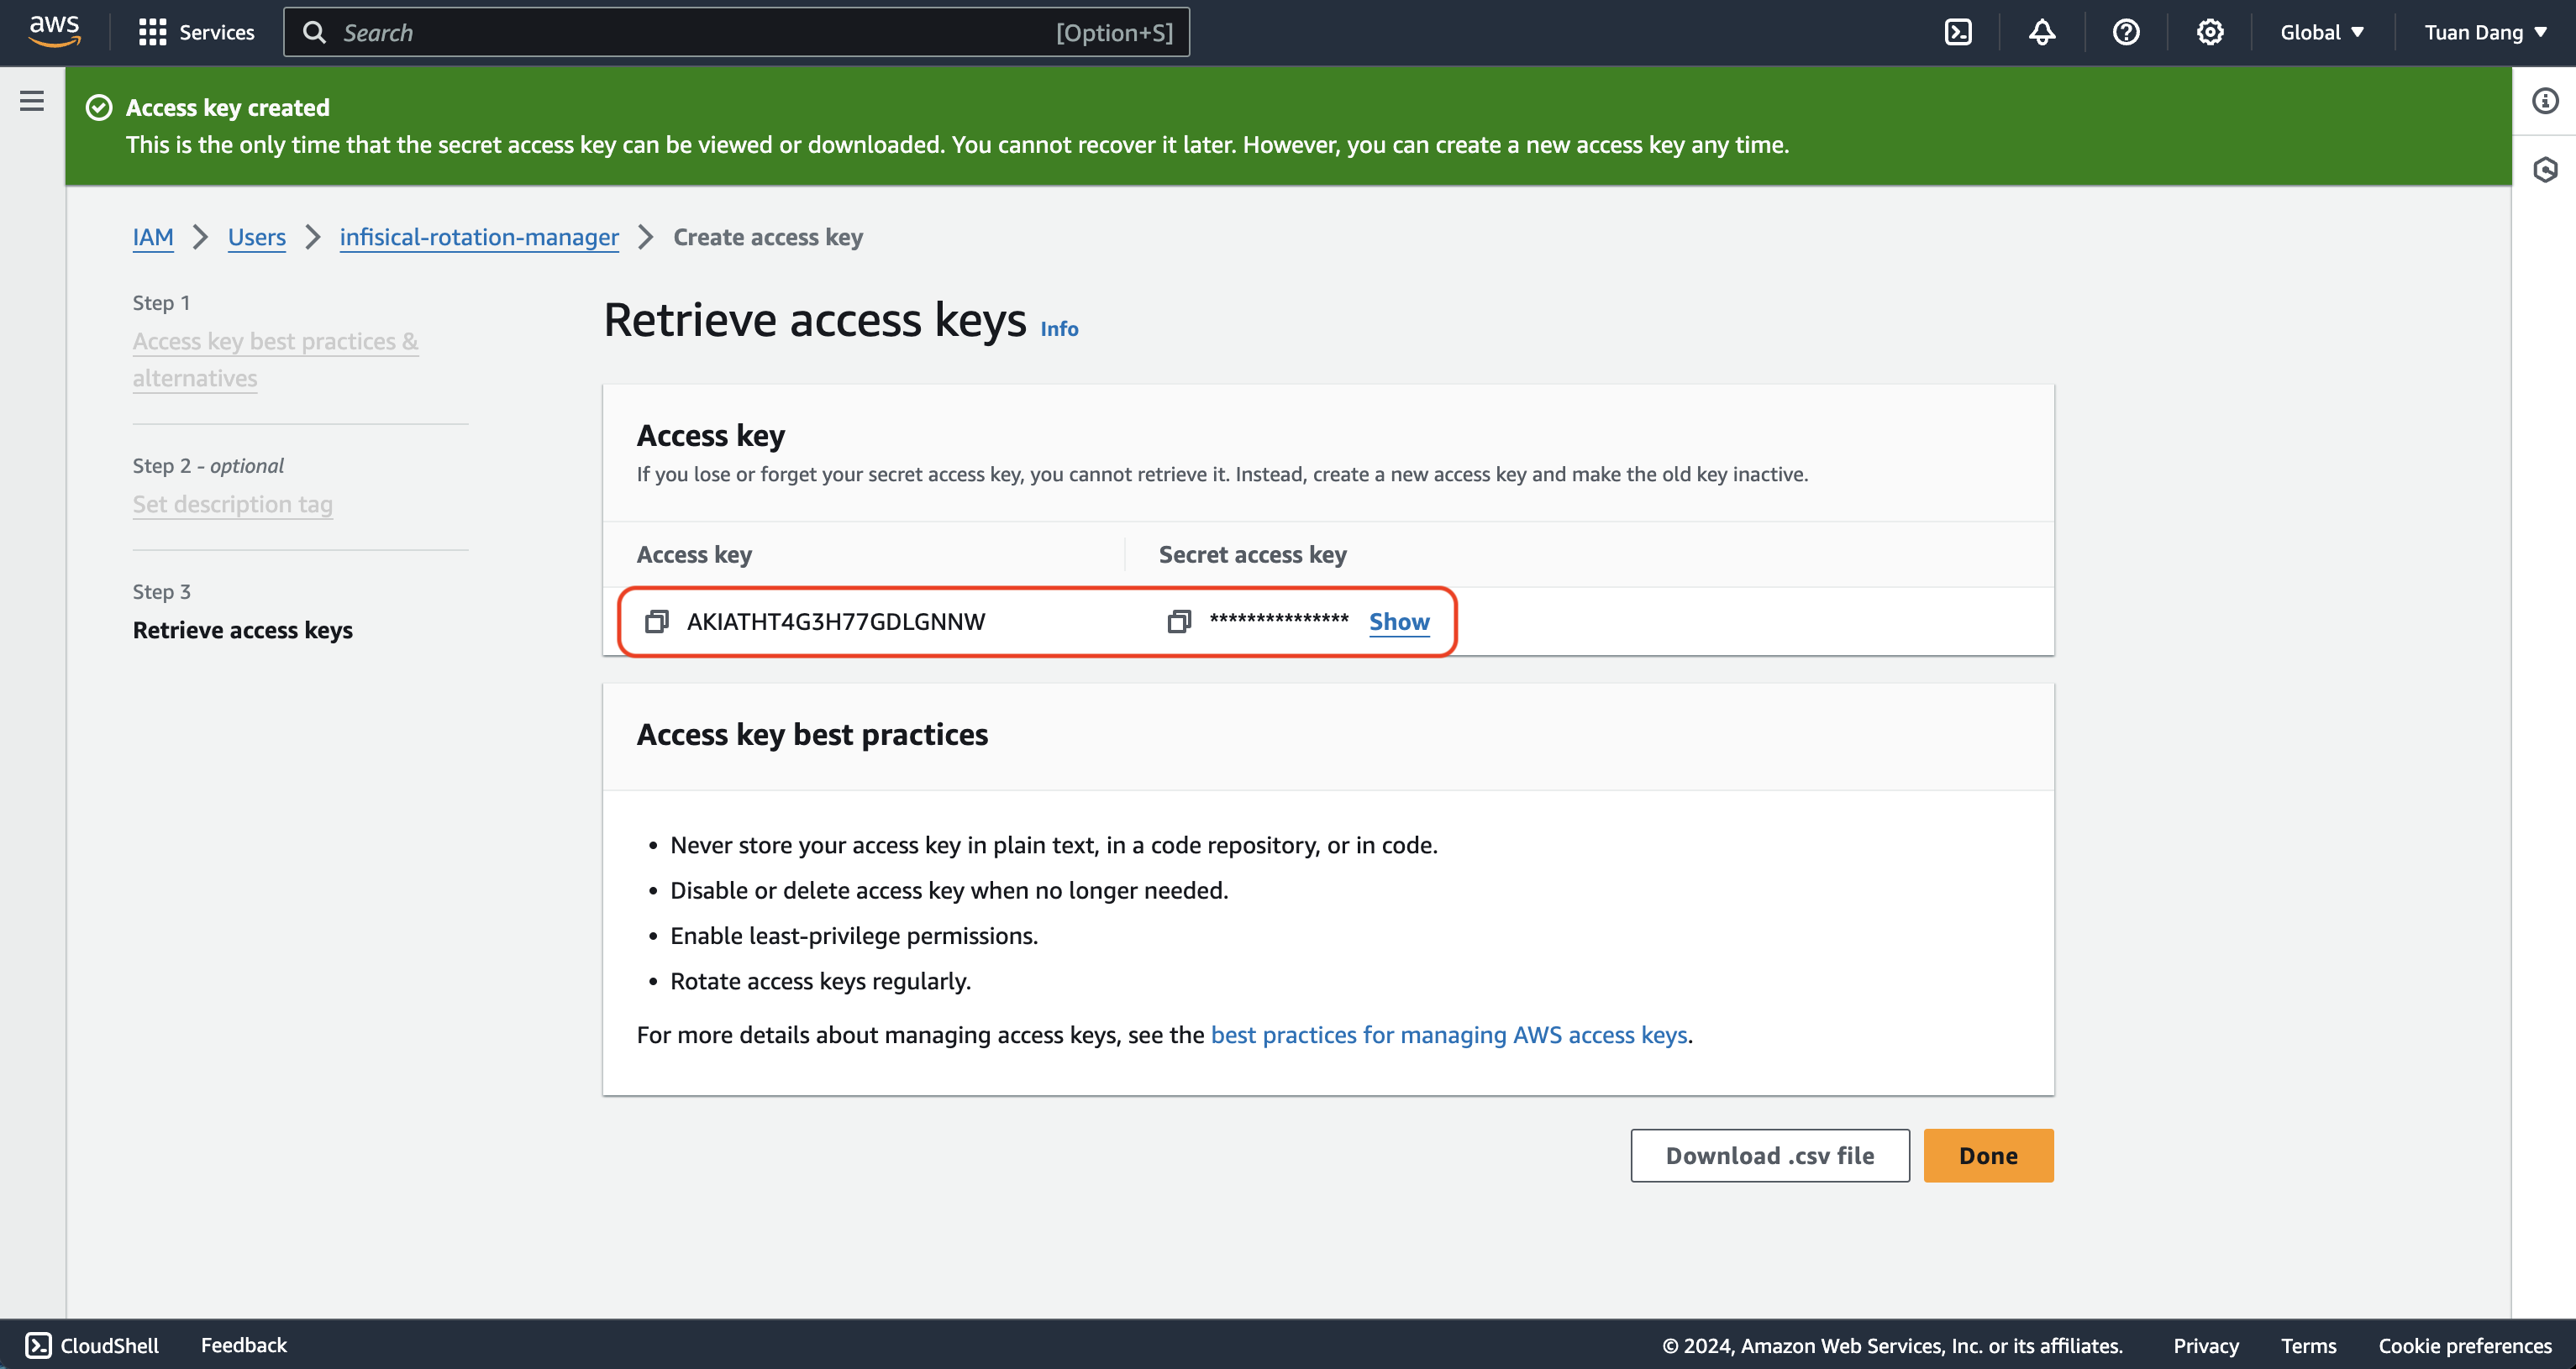 aws
Services
Search
[Option+S]
Global
Tuan Dang
Access key created
This is the only time that the secret access key can be viewed or downloaded. You cannot recover it later. However, you can create a new access key any time.
IAM
Users
infisical-rotation-manager
Create access key
Step 1
Access key best practices &
alternatives
Step 2 - optional
Set description tag
Step 3
Retrieve access keys
Retrieve access keys Info
Access key
If you lose or forget your secret access key, you cannot retrieve it. Instead, create a new access key and make the old key inactive.
Access key
Secret access key
AKIATHT4G3H77GDLGNNW
*************** Show
Access key best practices
• Never store your access key in plain text, in a code repository, or in code.
• Disable or delete access key when no longer needed.
• Enable least-privilege permissions.
• Rotate access keys regularly.
For more details about managing access keys, see the best practices for managing AWS access keys.
Download .csv file
Done
CloudShell
Feedback
© 2024, Amazon Web Services, Inc. or its affiliates.
Privacy
Terms
Cookie preferences